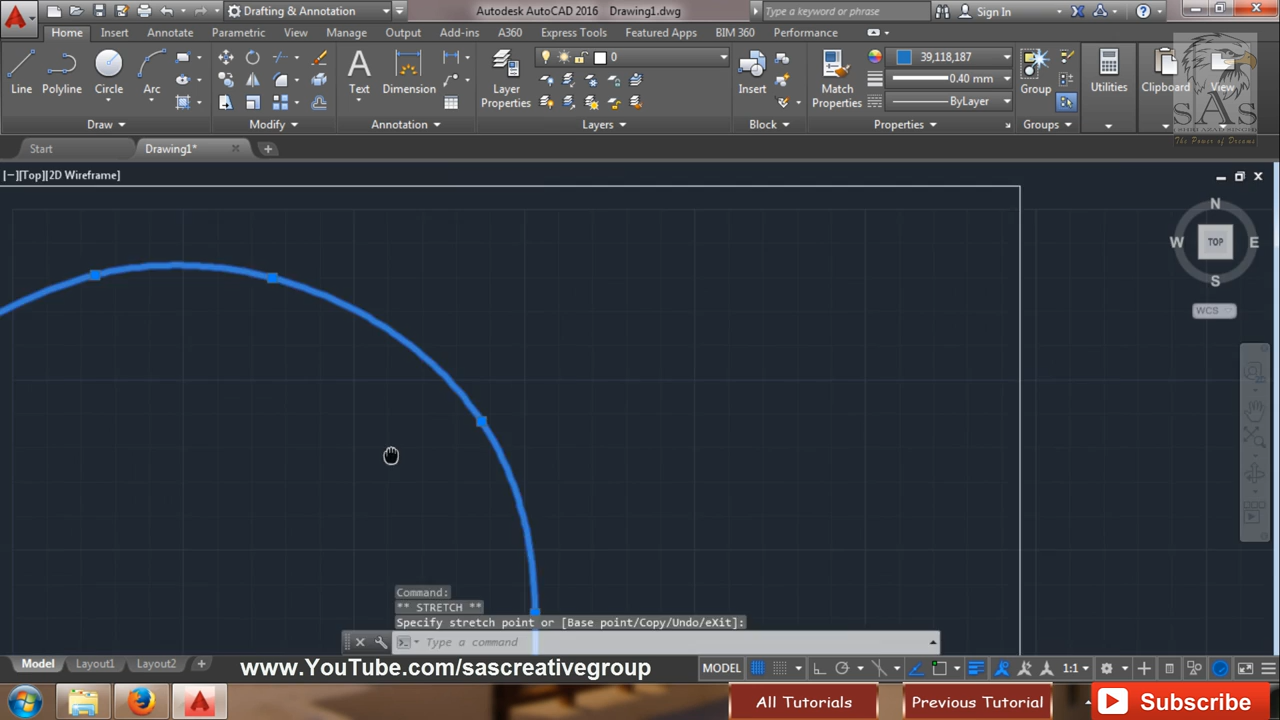 Drafting & Annotation
Autodesk AutoCAD 2016 Drawing1.dwg
Type a keyword or phrase
Sign In
Home Insert Annotate Parametric View Manage Output Add-ins A360 Express Tools Featured Apps BIM 360 Performance
Line Polyline Circle Arc
Text Dimension
Layer Properties
0
Insert
Match Properties
39,118,187
0.40 mm
ByLayer
Group
Utilities
Clipboard
View
SAS
The Power of Dreams
Draw Modify Annotation Layers Block Properties Groups
Start Drawing1*
[−][Top][2D Wireframe]
N
W TOP E
S
WCS
Command:
** STRETCH **
Specify stretch point or [Base point/Copy/Undo/eXit]:
Type a command
Model Layout1 Layout2
www.YouTube.com/sascreativegroup
MODEL
1:1
All Tutorials
Previous Tutorial
Subscribe